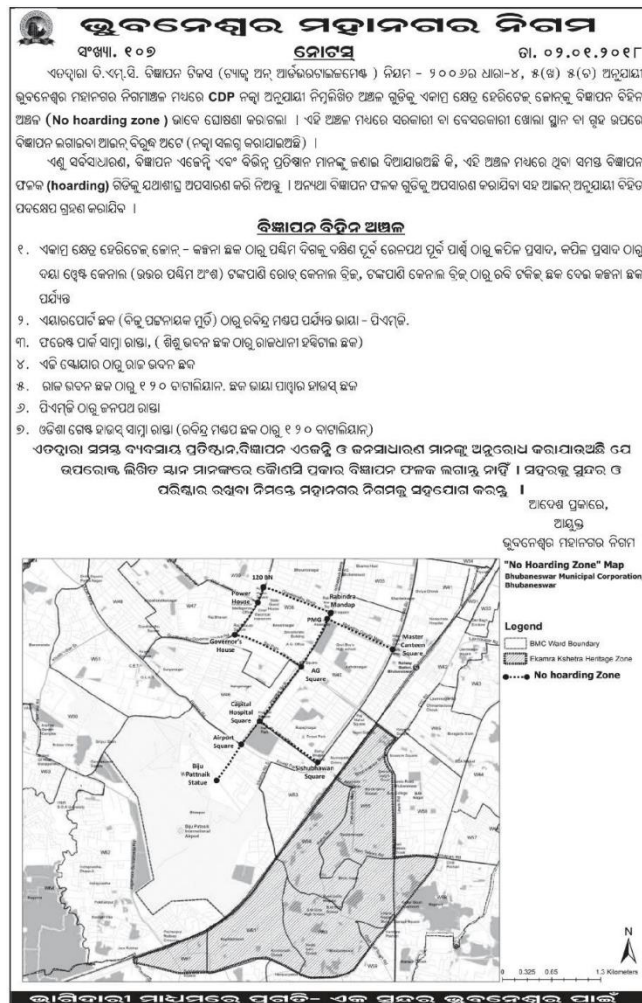 ଭୁବନେଶ୍ୱର ମହାନଗର ନିଗମ
ସଂଖ୍ୟା. ୧୦୭ ନୋଟିସ୍ ତା. ୦୨.୦୧.୨୦୧୮
ଏତଦ୍ଵାରା ବି.ଏମ୍.ସି. ବିଜ୍ଞାପନ ଟିକସ (ଟ୍ୟାକ୍ସ ଅନ୍ ଆର୍ଡଭରଟାଇଜମେଣ୍ଟ ) ନିୟମ - ୨୦୦୬ର ଧାରା-୪, ୫(ଖ) ୫(ଚ) ଅନୁଯାୟୀ
ଭୁବନେଶ୍ୱର ମହାନଗର ନିଗମାଞ୍ଚଳ ମଧ୍ୟରେ CDP ନକ୍ସା ଅନୁଯାୟୀ ନିମ୍ନଲିଖିତ ଅଞ୍ଚଳ ଗୁଡିକୁ ଏକାମ୍ର କ୍ଷେତ୍ର ହେରିଟେଜ୍ ଜୋନ୍‌କୁ ବିଜ୍ଞାପନ ବିହୀନ
ଅଞ୍ଚଳ (No hoarding zone ) ଭାବେ ଘୋଷଣା କରାଗଲା । ଏହି ଅଞ୍ଚଳ ମଧ୍ୟରେ ସରକାରୀ ବା ବେସରକାରୀ ଖୋଲା ସ୍ଥାନ ବା ଗୃହ ଉପରେ
ବିଜ୍ଞାପନ ଲଗାଇବା ଆଇନ୍ ବିରୁଦ୍ଧ ଅଟେ (ନକ୍ସା ସଲଗ୍ନ କରାଯାଇଅଛି) ।
ଏଣୁ ସର୍ବସାଧାରଣ, ବିଜ୍ଞାପନ ଏଜେନ୍ସି ଏବଂ ବିଭିନ୍ନ ପ୍ରତିଷ୍ଠାନ ମାନଙ୍କୁ ଜଣାଇ ଦିଆଯାଉଅଛି କି, ଏହି ଅଞ୍ଚଳ ମଧ୍ୟରେ ଥିବା ସମସ୍ତ ବିଜ୍ଞାପନ
ଫଳକ (hoarding) ଗିଡିକୁ ଯଥାଶୀଘ୍ର ଅପସାରଣ କରି ନିଅନ୍ତୁ । ଅନ୍ୟଥା ବିଜ୍ଞାପନ ଫଳକ ଗୁଡିକୁ ଅପସାରଣ କରାଯିବା ସହ ଆଇନ୍ ଅନୁଯାୟୀ ବିହିତ
ପଦକ୍ଷେପ ଗ୍ରହଣ କରାଯିବ ।
ବିଜ୍ଞାପନ ବିହିନ ଅଞ୍ଚଳ
୧. ଏକାମ୍ର କ୍ଷେତ୍ର ହେରିଟେଜ୍ ଜୋନ୍ - କଳ୍ପନା ଛକ ଠାରୁ ପଶ୍ଚିମ ଦିଗକୁ ଦକ୍ଷିଣ ପୂର୍ବ ରେଳପଥ ପୂର୍ବ ପାର୍ଶ୍ୱ ଠାରୁ କପିଳ ପ୍ରସାଦ, କପିଳ ପ୍ରସାଦ ଠାରୁ
ଦୟା ୱେଷ୍ଟ କେନାଲ (ଉତ୍ତର ପଶ୍ଚିମ ଅଂଶ) ଟଙ୍କପାଣି ରୋଡ୍ କେନାଲ ବ୍ରିଜ୍, ଟଙ୍କପାଣି କେନାଲ ବ୍ରିଜ୍ ଠାରୁ ରବି ଟକିଜ୍ ଛକ ଦେଇ କଳ୍ପନା ଛକ
ପର୍ଯ୍ୟନ୍ତ
୨. ଏୟାରପୋର୍ଟ ଛକ (ବିଜୁ ପଟ୍ଟନାୟକ ମୁର୍ତି) ଠାରୁ ରବିନ୍ଦ୍ର ମଣ୍ଡପ ପର୍ଯ୍ୟନ୍ତ ଭାୟା - ପିଏମ୍‌ଜି.
୩. ଫରେଷ୍ଟ ପାର୍କ ସାମ୍ନା ରାସ୍ତା, ( ଶିଶୁ ଭବନ ଛକ ଠାରୁ ରାଜଧାନୀ ହସ୍ପିଟାଲ ଛକ)
୪. ଏଜି ସ୍କୋୟାର ଠାରୁ ରାଜ ଭବନ ଛକ
୫. ରାଜ ଭବନ ଛକ ଠାରୁ ୧୨୦ ବାଟାଲିୟାନ. ଛକ ଭାୟା ପାୱାର ହାଉସ୍ ଛକ
୬. ପିଏମ୍‌ଜି ଠାରୁ ଜନପଥ ରାସ୍ତା
୭. ଓଡିଶା ଗେଷ୍ଟ ହାଉସ୍ ସାମ୍ନା ରାସ୍ତା (ରବିନ୍ଦ୍ର ମଣ୍ଡପ ଛକ ଠାରୁ ୧୨୦ ବାଟାଲିୟାନ୍)
ଏତଦ୍ଵାରା ସମସ୍ତ ବ୍ୟବସାୟ ପ୍ରତିଷ୍ଠାନ,ବିଜ୍ଞାପନ ଏଜେନ୍ସି ଓ ଜନସାଧାରଣ ମାନଙ୍କୁ ଅନୁରୋଧ କରାଯାଉଅଛି ଯେ
ଉପରୋକ୍ତ ଲିଖିତ ସ୍ଥାନ ମାନଙ୍କରେ କୌଣସି ପ୍ରକାର ବିଜ୍ଞାପନ ଫଳକ ଲଗାନ୍ତୁ ନାହିଁ । ସହରକୁ ସୁନ୍ଦର ଓ
ପରିଷ୍କାର ରଖିବା ନିମନ୍ତେ ମହାନଗର ନିଗମକୁ ସହଯୋଗ କରନ୍ତୁ ।
ଆଦେଶ ପ୍ରକାରେ,
ଆୟୁକ୍ତ
ଭୁବନେଶ୍ୱର ମହାନଗର ନିଗମ
"No Hoarding Zone" Map
Bhubaneswar Municipal Corporation,
Bhubaneswar
Legend
BMC Ward Boundary
Ekamra Kshetra Heritage Zone
No hoarding Zone
120 BN
Power House
Rabindra Mandap
PMG
Governor's House
Master Canteen Square
AG Square
Capital Hospital Square
Airport Square
Biju Pattnaik Statue
Sishubhawan Square
Biju Patnaik International Airport
N
0 0.325 0.65 1.3 Kilometers
ଭାଗିଦାରୀ ମାଧ୍ୟମରେ ପ୍ରଗତି- ଏକ ସୁନ୍ଦର ଭୁବନେଶ୍ୱର ପାଇଁ